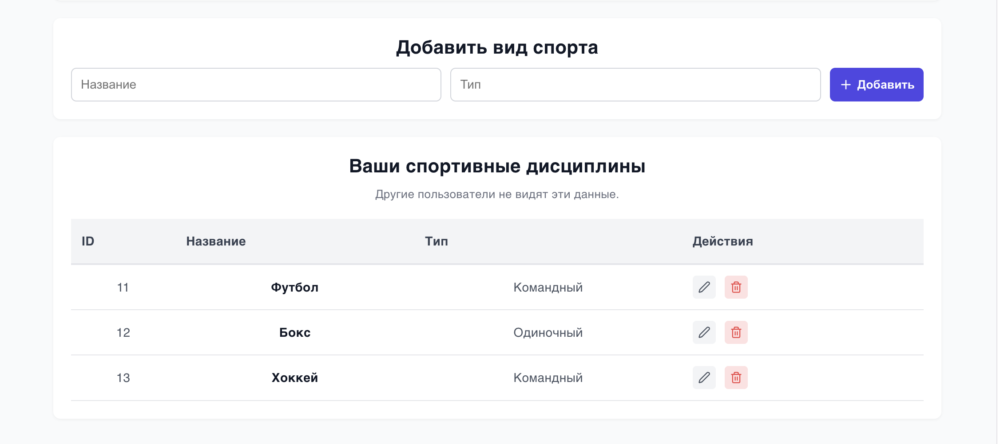 Добавить вид спорта
Название Тип Добавить
Ваши спортивные дисциплины
Другие пользователи не видят эти данные.
ID Название Тип Действия
11 Футбол Командный
12 Бокс Одиночный
13 Хоккей Командный